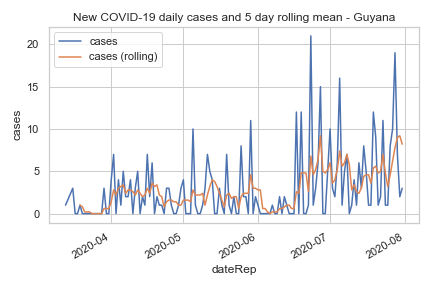 New COVID-19 daily cases and 5 day rolling mean - Guyana
cases
cases (rolling)
20
15
10
5
0
cases
2020-04
2020-05
2020-06
2020-07
2020-08
dateRep